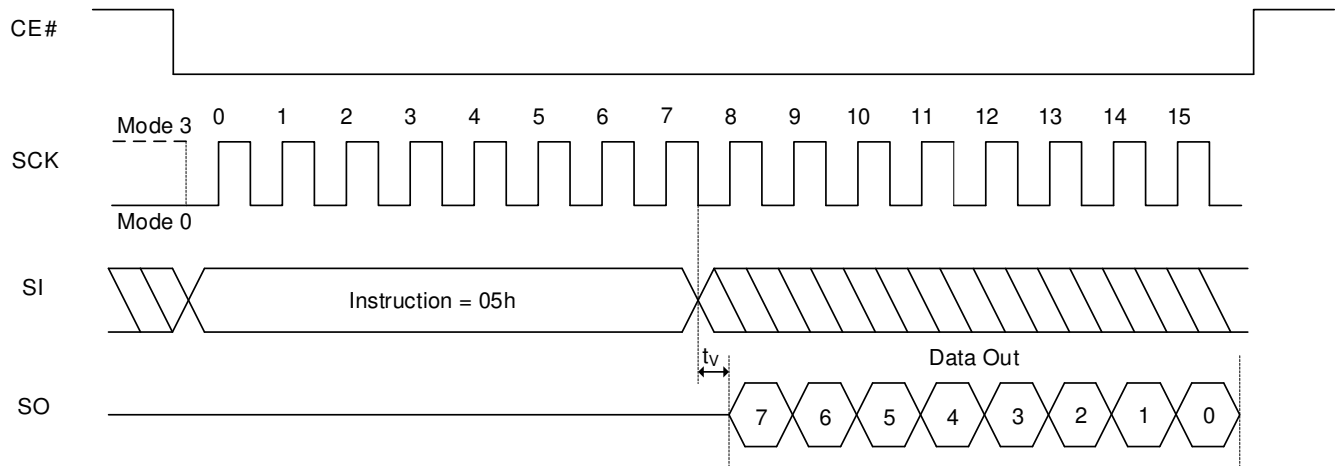 CE#
0 1 2 3 4 5 6 7 8 9 10 11 12 13 14 15
Mode 3
SCK
Mode 0
SI
Instruction = 05h
tV
Data Out
SO
7 6 5 4 3 2 1 0